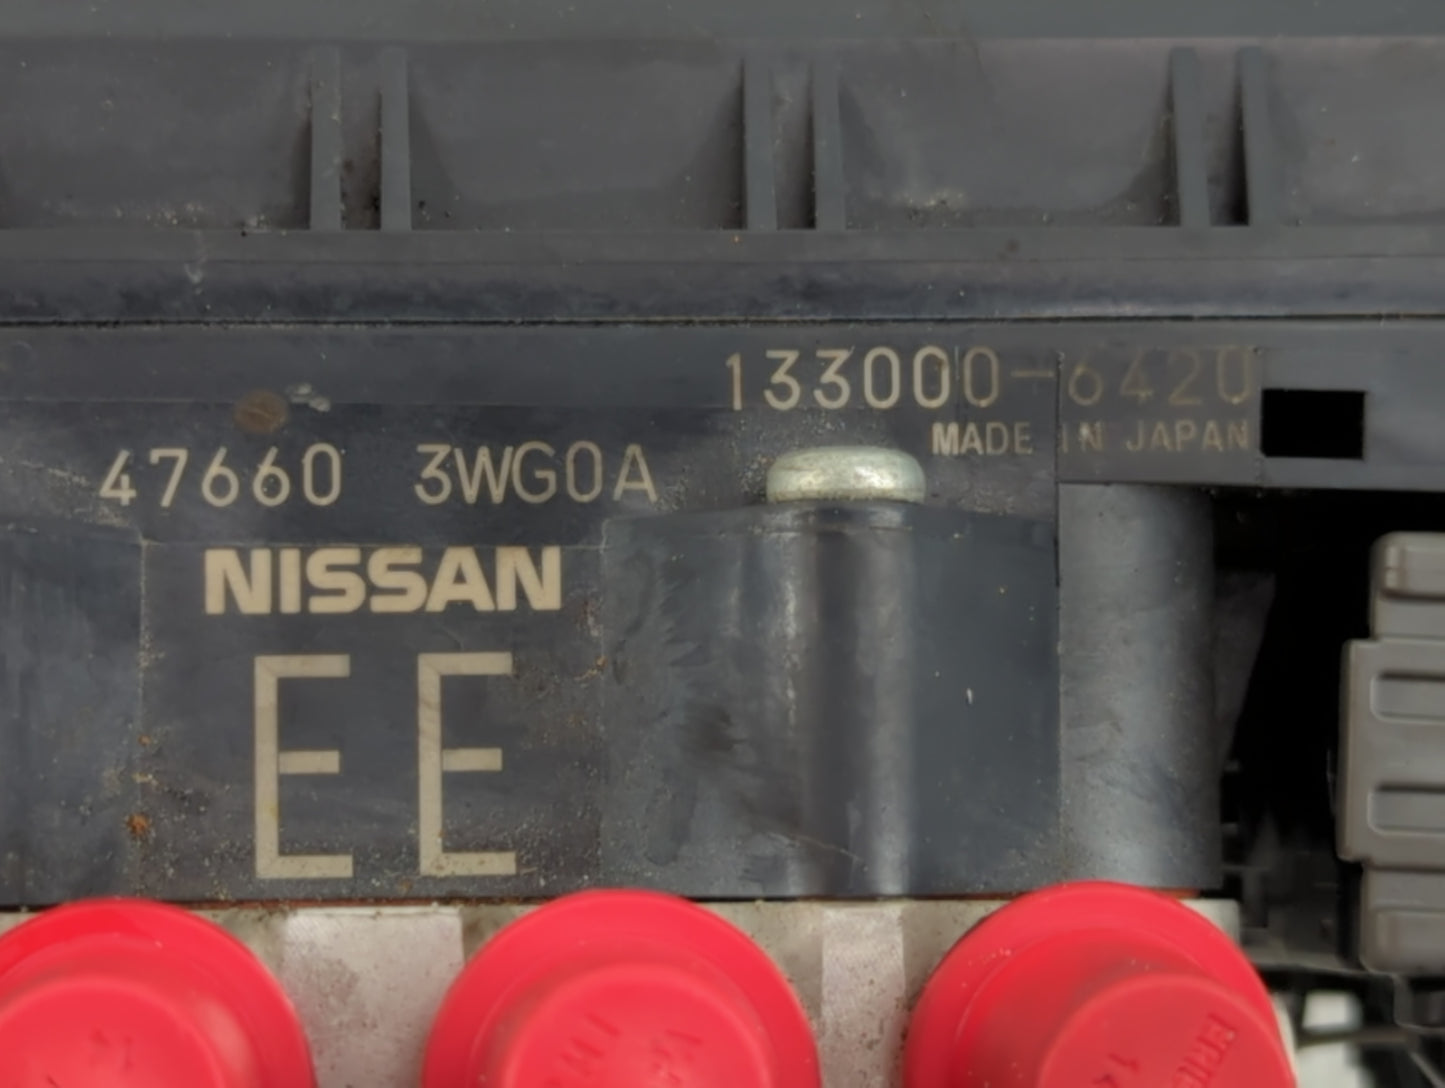 133000-6420
MADE IN JAPAN
47660 3WG0A
NISSAN
EE